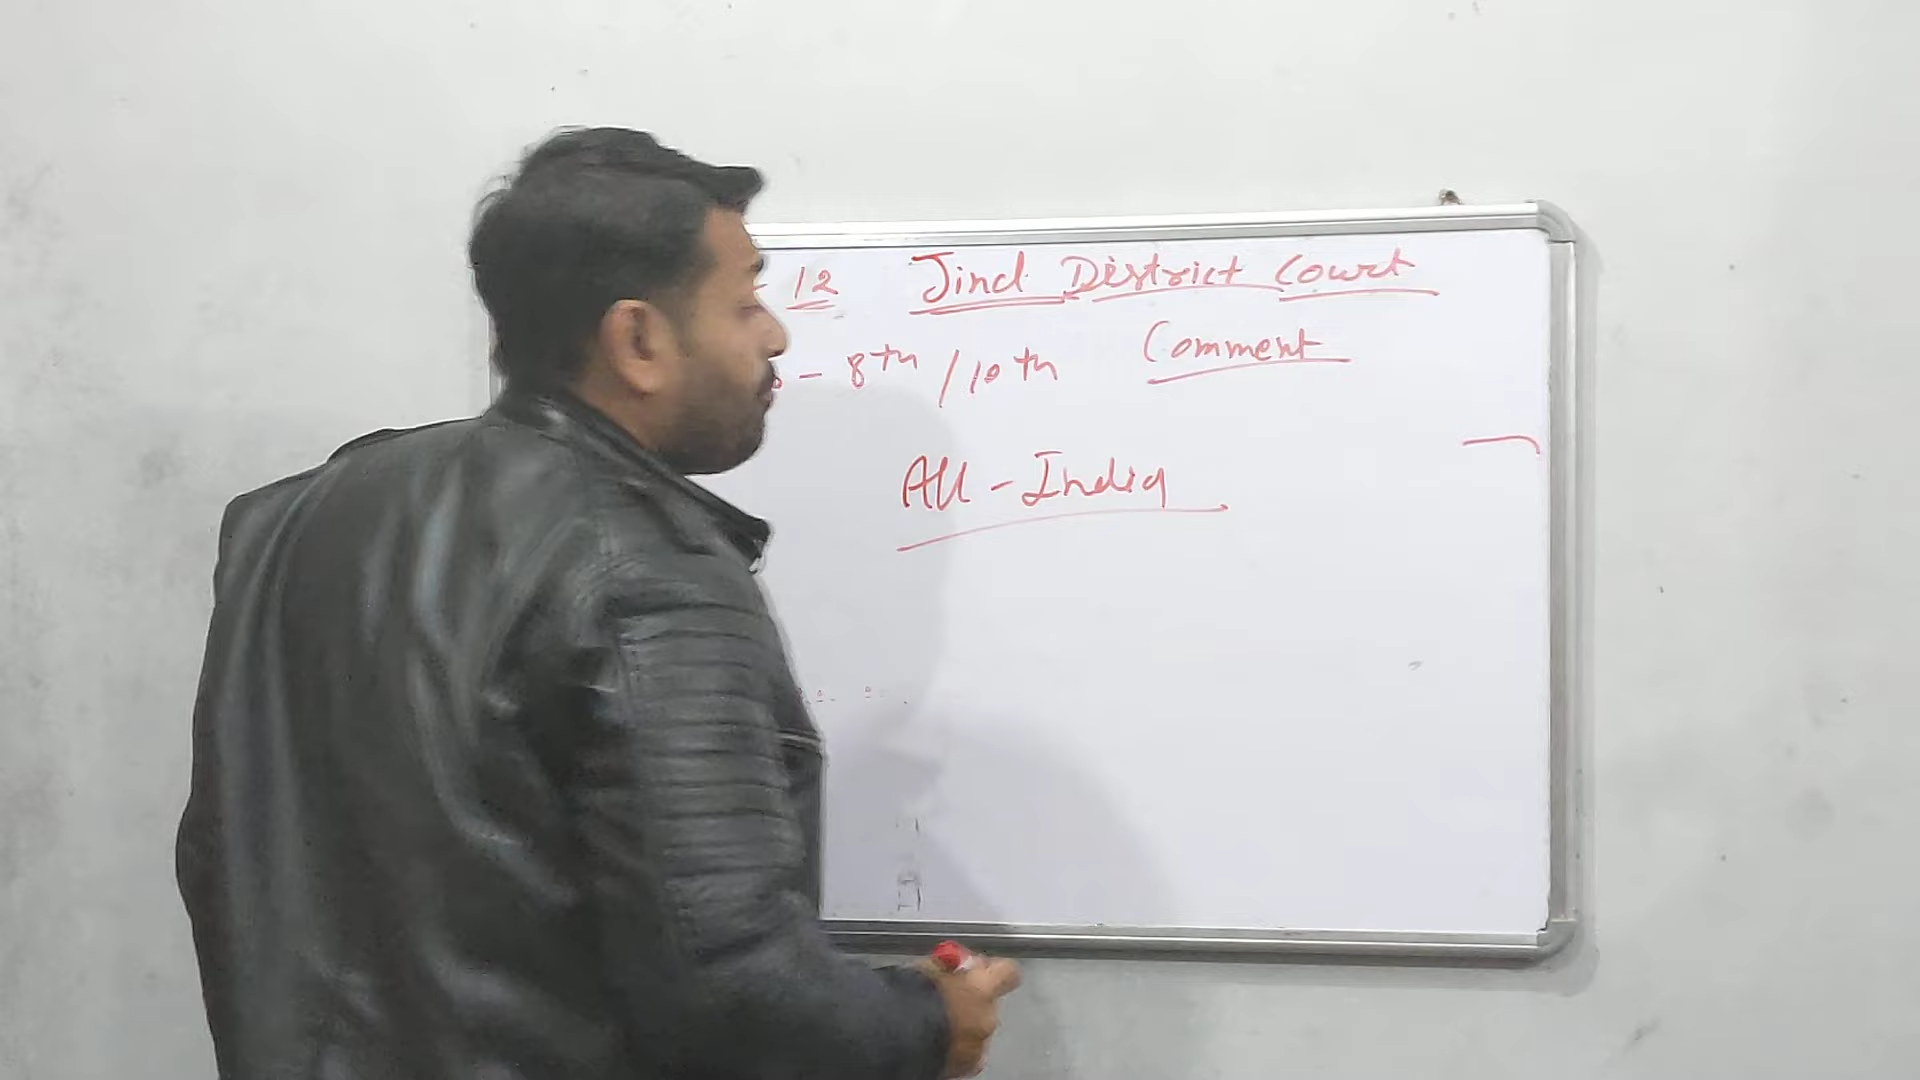 - 12 Jind District Court
- 8th / 10th Comment
All - India